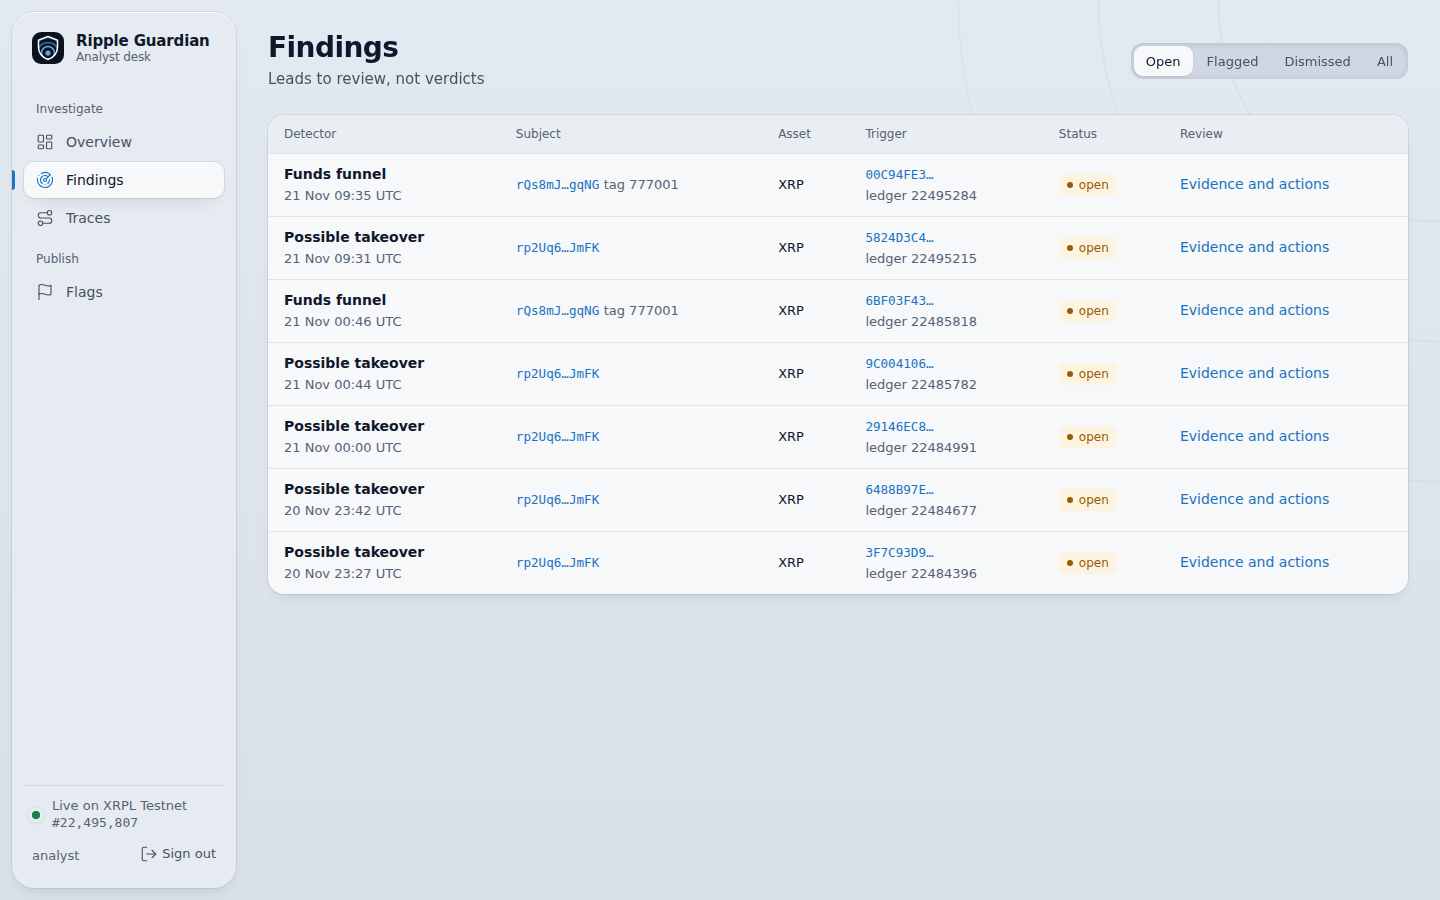 Ripple Guardian
Analyst desk
Investigate
Overview
Findings
Traces
Publish
Flags
Live on XRPL Testnet
#22,495,807
analyst
Sign out
Findings
Leads to review, not verdicts
Open Flagged Dismissed All
Detector Subject Asset Trigger Status Review
Funds funnel
21 Nov 09:35 UTC
rQs8mJ…gqNG tag 777001
XRP
00C94FE3…
ledger 22495284
open
Evidence and actions
Possible takeover
21 Nov 09:31 UTC
rp2Uq6…JmFK
XRP
5824D3C4…
ledger 22495215
open
Evidence and actions
Funds funnel
21 Nov 00:46 UTC
rQs8mJ…gqNG tag 777001
XRP
6BF03F43…
ledger 22485818
open
Evidence and actions
Possible takeover
21 Nov 00:44 UTC
rp2Uq6…JmFK
XRP
9C004106…
ledger 22485782
open
Evidence and actions
Possible takeover
21 Nov 00:00 UTC
rp2Uq6…JmFK
XRP
29146EC8…
ledger 22484991
open
Evidence and actions
Possible takeover
20 Nov 23:42 UTC
rp2Uq6…JmFK
XRP
6488B97E…
ledger 22484677
open
Evidence and actions
Possible takeover
20 Nov 23:27 UTC
rp2Uq6…JmFK
XRP
3F7C93D9…
ledger 22484396
open
Evidence and actions